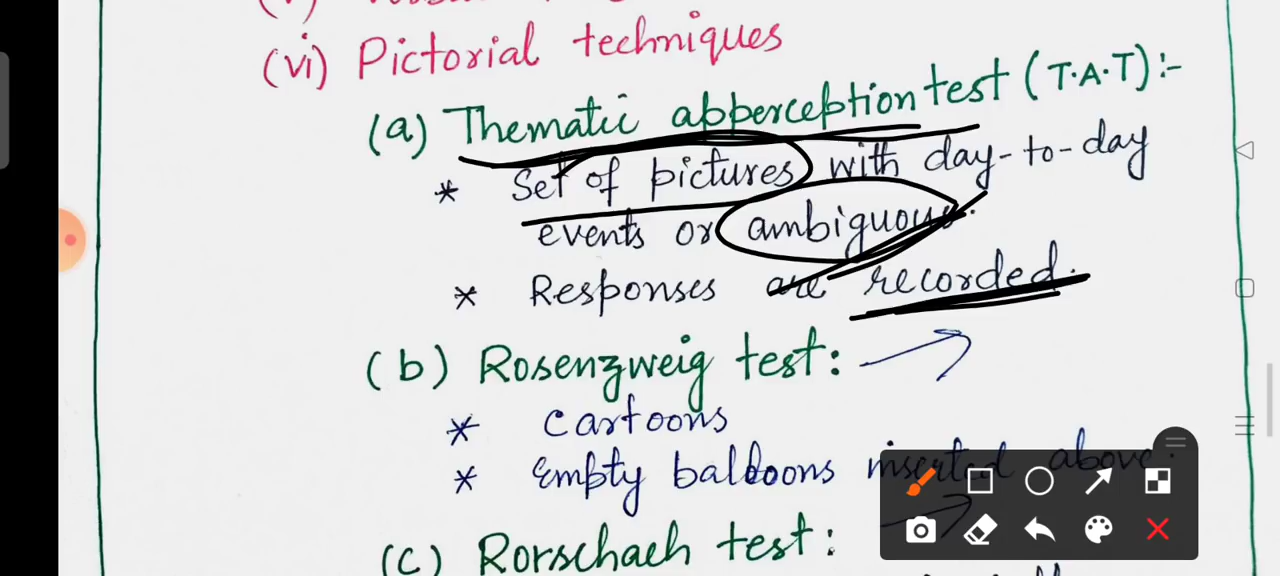 (vi) Pictorial techniques
(a) Thematic apperception test (T.A.T) :-
* Set of pictures with day-to-day
events or ambiguous.
* Responses are recorded.
(b) Rosenzweig test:
* Cartoons
* Empty balloons inserted above.
(c) Rorschach test: